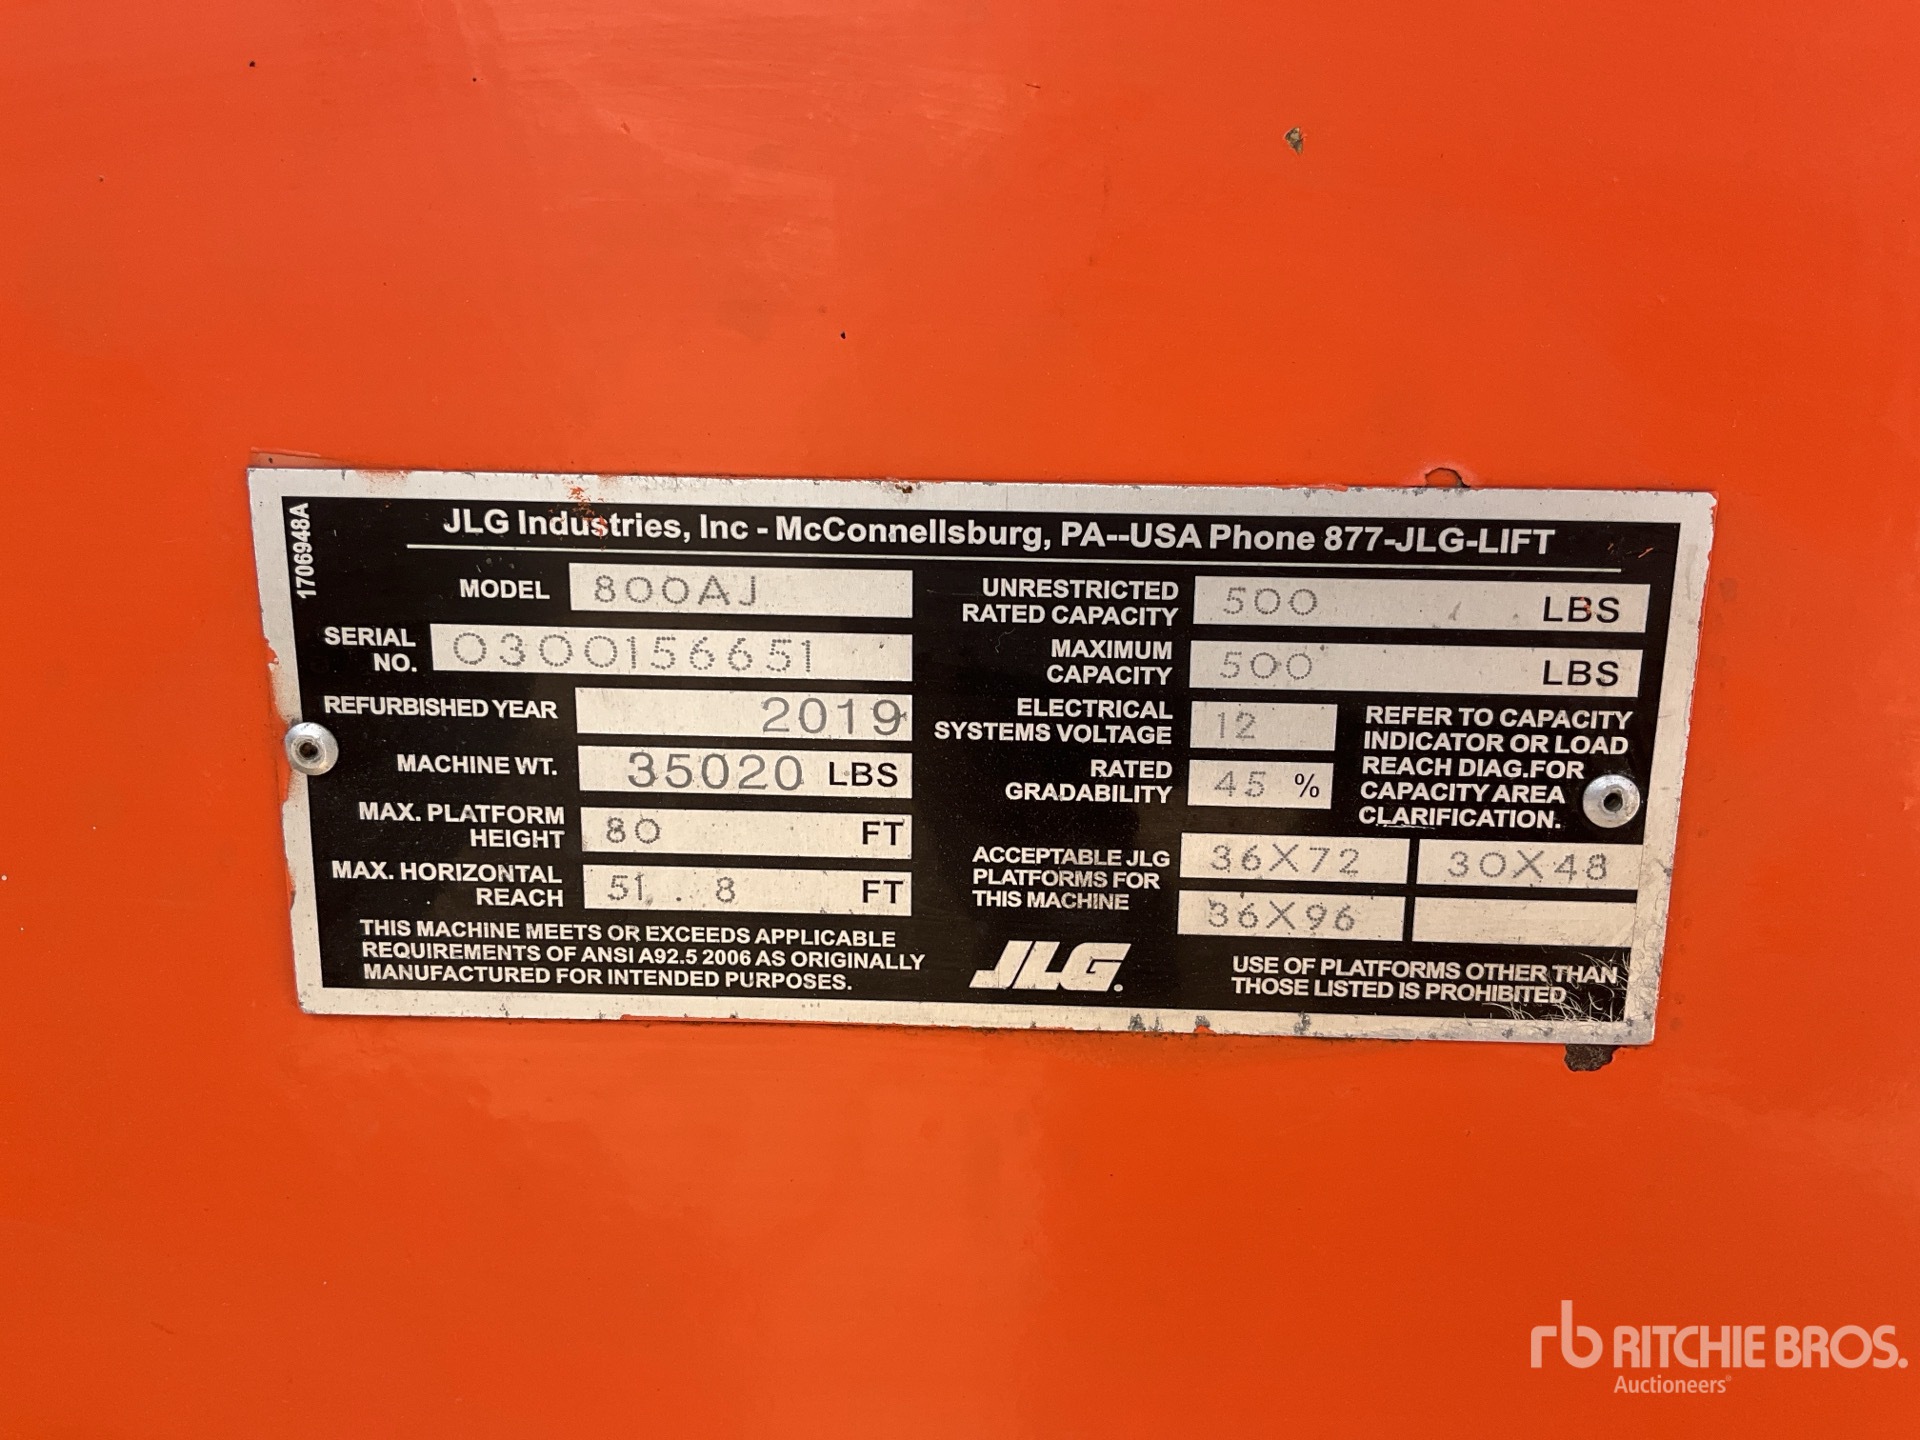 1706948A
JLG Industries, Inc - McConnellsburg, PA--USA Phone 877-JLG-LIFT
MODEL 800AJ
SERIAL NO. 0300156651
REFURBISHED YEAR 2019
MACHINE WT. 35020 LBS
MAX. PLATFORM HEIGHT 80 FT
MAX. HORIZONTAL REACH 51.8 FT
THIS MACHINE MEETS OR EXCEEDS APPLICABLE
REQUIREMENTS OF ANSI A92.5 2006 AS ORIGINALLY
MANUFACTURED FOR INTENDED PURPOSES.
UNRESTRICTED RATED CAPACITY 500 LBS
MAXIMUM CAPACITY 500 LBS
ELECTRICAL SYSTEMS VOLTAGE 12
RATED GRADABILITY 45 %
REFER TO CAPACITY
INDICATOR OR LOAD
REACH DIAG.FOR
CAPACITY AREA
CLARIFICATION.
ACCEPTABLE JLG
PLATFORMS FOR
THIS MACHINE
36X72 30X48
36X96
JLG.
USE OF PLATFORMS OTHER THAN
THOSE LISTED IS PROHIBITED
rb RITCHIE BROS.
Auctioneers®